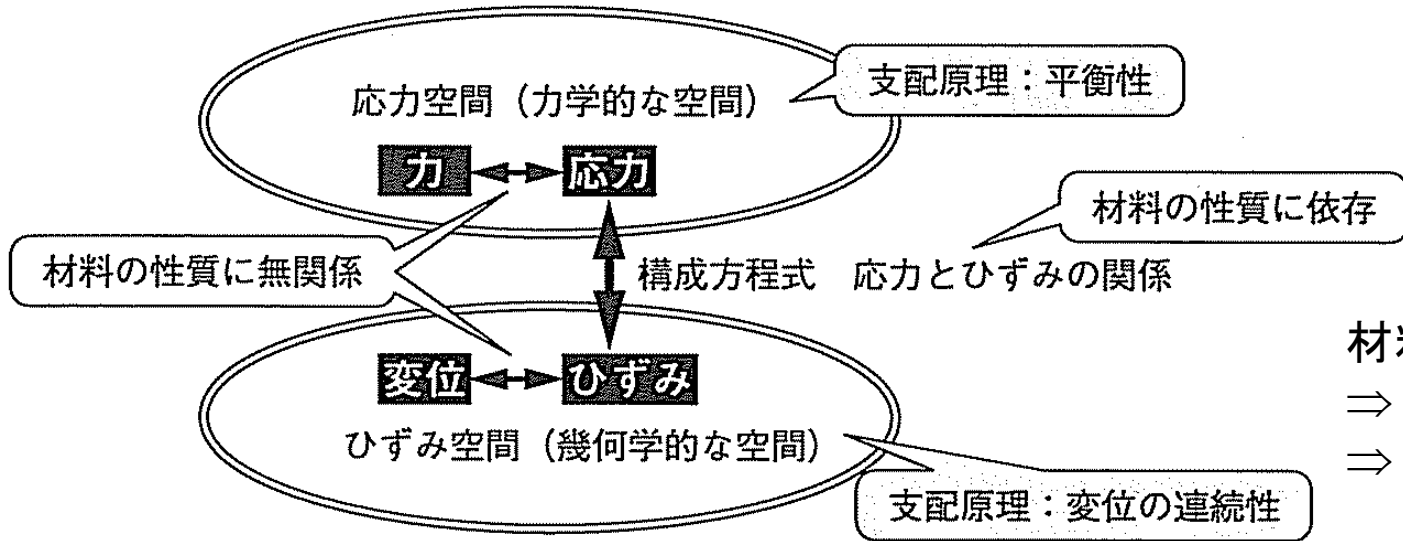 支配原理：平衡性
応力空間（力学的な空間）
力 応力
材料の性質に依存
材料の性質に無関係
構成方程式 応力とひずみの関係
変位 ひずみ
ひずみ空間（幾何学的な空間）
支配原理：変位の連続性
⇒
⇒